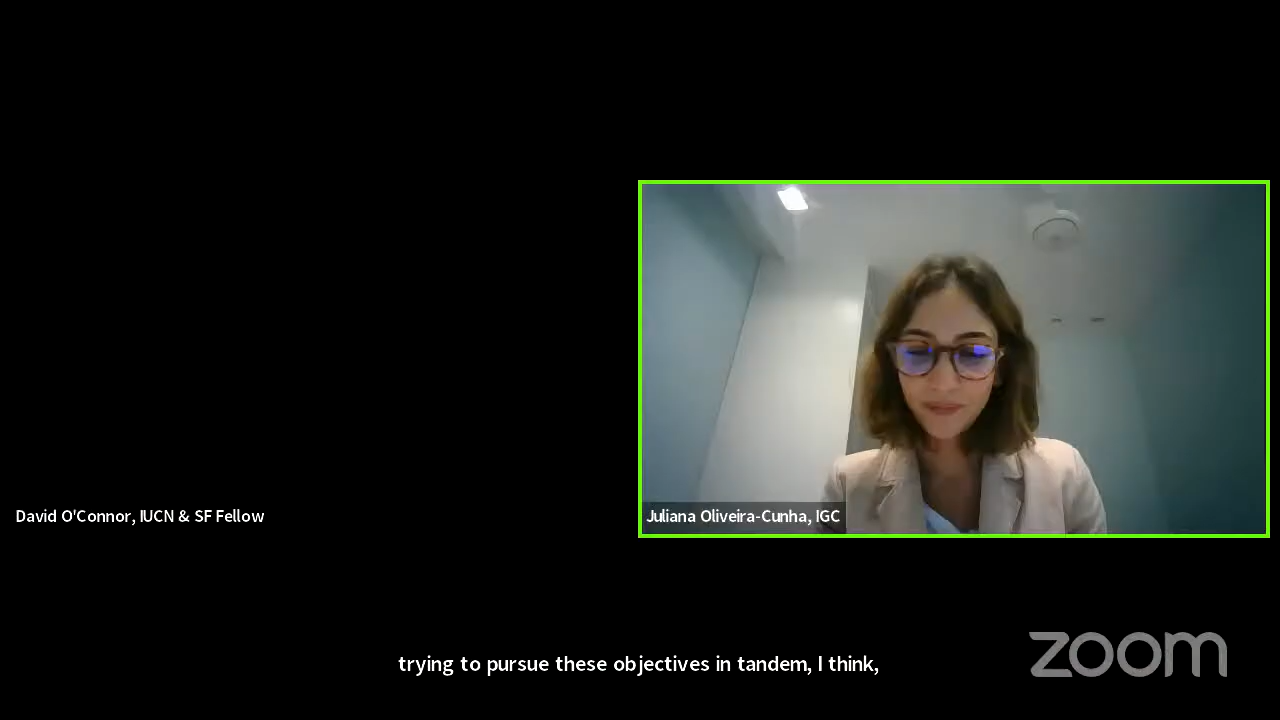 David O'Connor, IUCN & SF Fellow
Juliana Oliveira-Cunha, IGC
trying to pursue these objectives in tandem, I think,
zoom